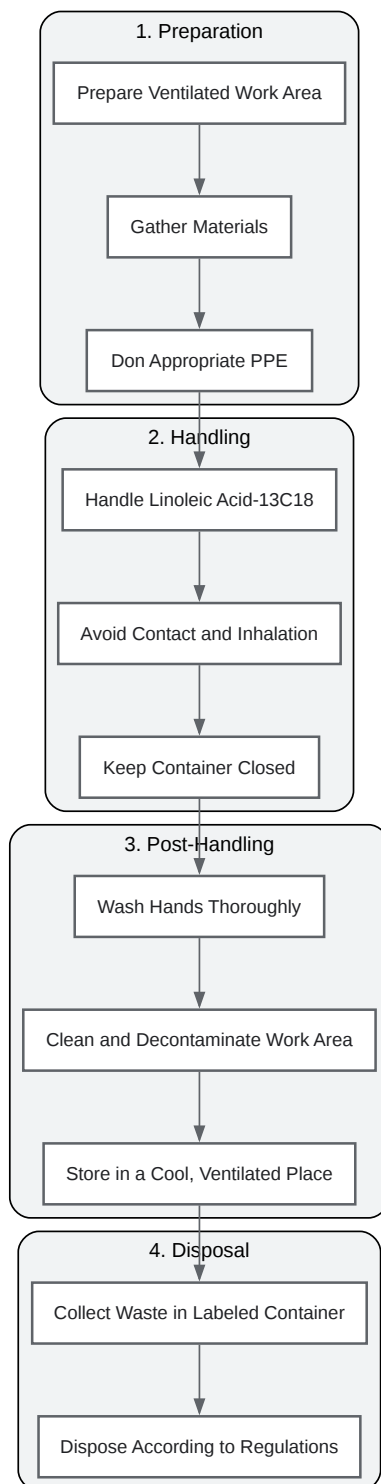 1. Preparation
Prepare Ventilated Work Area
Gather Materials
Don Appropriate PPE
2. Handling
Handle Linoleic Acid-13C18
Avoid Contact and Inhalation
Keep Container Closed
3. Post-Handling
Wash Hands Thoroughly
Clean and Decontaminate Work Area
Store in a Cool, Ventilated Place
4. Disposal
Collect Waste in Labeled Container
Dispose According to Regulations